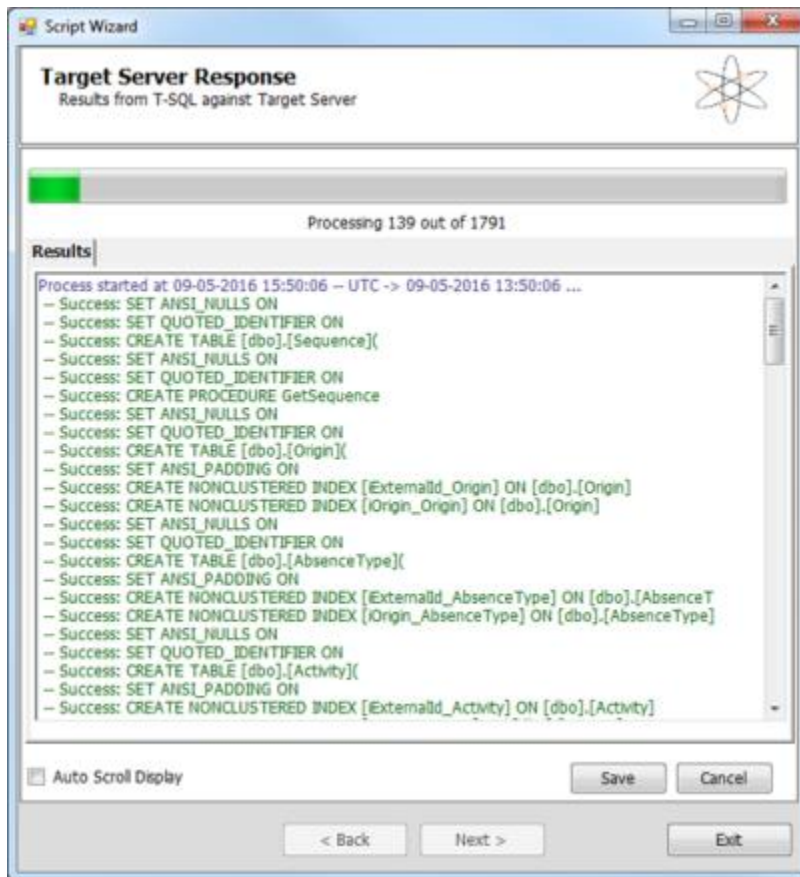 Script Wizard
Target Server Response
Results from T-SQL against Target Server
Processing 139 out of 1791
Results
Process started at 09-05-2016 15:50:06 -- UTC -> 09-05-2016 13:50:06 ...
-- Success: SET ANSI_NULLS ON
-- Success: SET QUOTED_IDENTIFIER ON
-- Success: CREATE TABLE [dbo].[Sequence](
-- Success: SET ANSI_NULLS ON
-- Success: SET QUOTED_IDENTIFIER ON
-- Success: CREATE PROCEDURE GetSequence
-- Success: SET ANSI_NULLS ON
-- Success: SET QUOTED_IDENTIFIER ON
-- Success: CREATE TABLE [dbo].[Origin](
-- Success: SET ANSI_PADDING ON
-- Success: CREATE NONCLUSTERED INDEX [iExternalId_Origin] ON [dbo].[Origin]
-- Success: CREATE NONCLUSTERED INDEX [iOrigin_Origin] ON [dbo].[Origin]
-- Success: SET ANSI_NULLS ON
-- Success: SET QUOTED_IDENTIFIER ON
-- Success: CREATE TABLE [dbo].[AbsenceType](
-- Success: SET ANSI_PADDING ON
-- Success: CREATE NONCLUSTERED INDEX [iExternalId_AbsenceType] ON [dbo].[AbsenceT
-- Success: CREATE NONCLUSTERED INDEX [iOrigin_AbsenceType] ON [dbo].[AbsenceType]
-- Success: SET ANSI_NULLS ON
-- Success: SET QUOTED_IDENTIFIER ON
-- Success: CREATE TABLE [dbo].[Activity](
-- Success: SET ANSI_PADDING ON
-- Success: CREATE NONCLUSTERED INDEX [iExternalId_Activity] ON [dbo].[Activity]
Auto Scroll Display
Save
Cancel
< Back
Next >
Exit